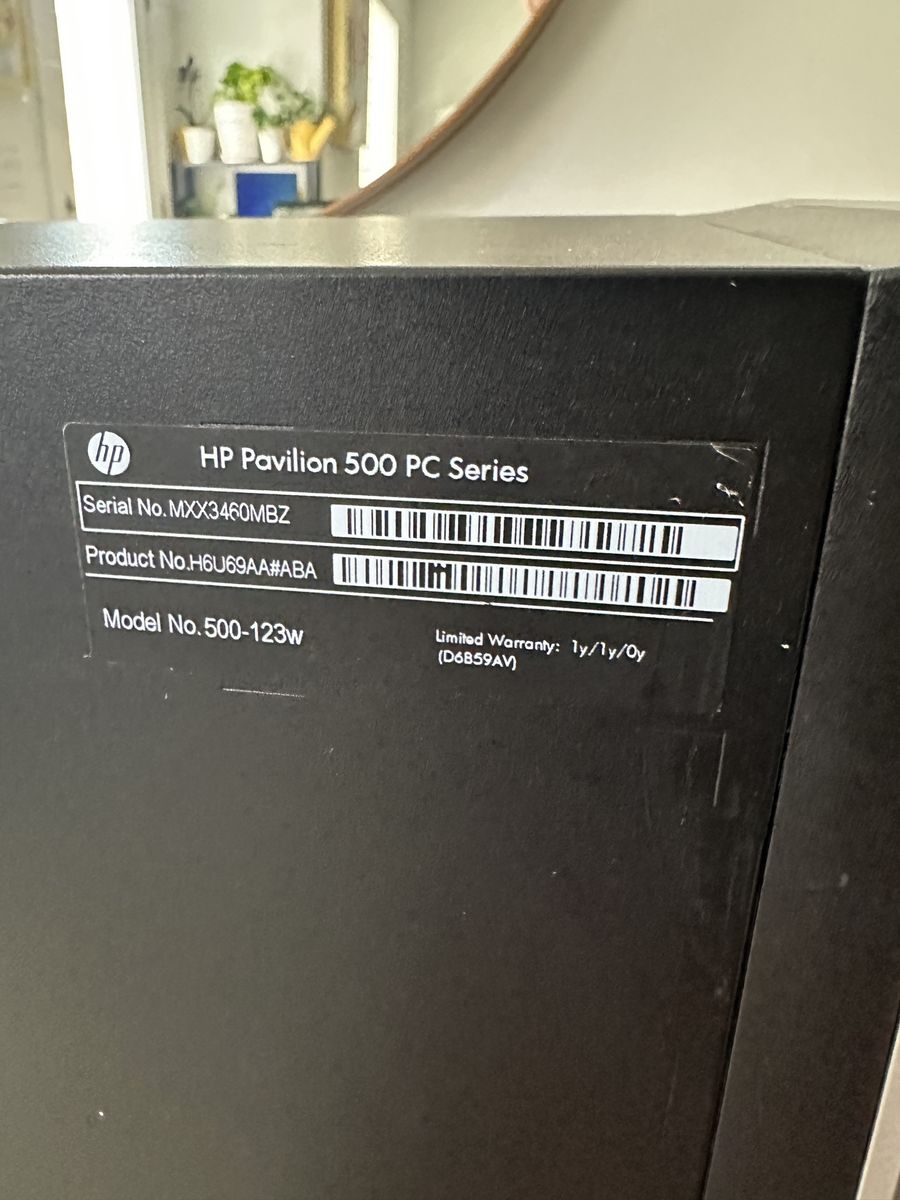 hp
HP Pavilion 500 PC Series
Serial No. MXX3460MBZ
Product No. H6U69AA#ABA
Model No. 500-123w
Limited Warranty: 1y/1y/0y
(D6B59AV)